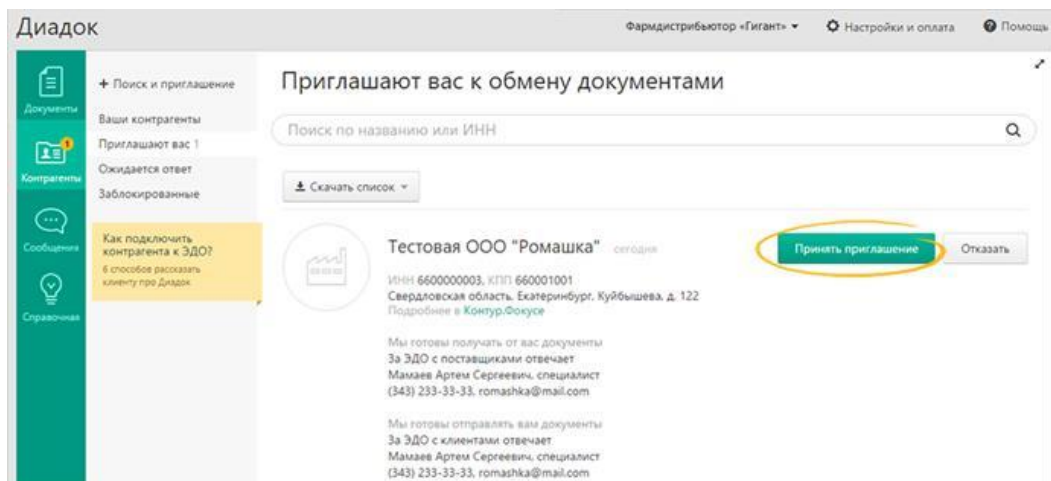 Диадок
Фармдистрибьютор «Гигант»
Настройки и оплата
Помощь
Документы
Контрагенты
1
Сообщения
Справочная
+ Поиск и приглашение
Ваши контрагенты
Приглашают вас 1
Ожидается ответ
Заблокированные
Как подключить
контрагента к ЭДО?
6 способов рассказать
клиенту про Диадок
Приглашают вас к обмену документами
Поиск по названию или ИНН
Скачать список
Тестовая ООО "Ромашка" сегодня
Принять приглашение
Отказать
ИНН 6600000003, КПП 660001001
Свердловская область, Екатеринбург, Куйбышева, д. 122
Подробнее в Контур.Фокусе
Мы готовы получать от вас документы
За ЭДО с поставщиками отвечает
Мамаев Артем Сергеевич, специалист
(343) 233-33-33, romashka@mail.com
Мы готовы отправлять вам документы
За ЭДО с клиентами отвечает
Мамаев Артем Сергеевич, специалист
(343) 233-33-33, romashka@mail.com